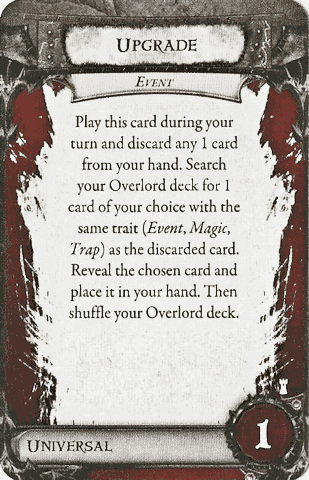 UPGRADE
EVENT
Play this card during your
turn and discard any 1 card
from your hand. Search
your Overlord deck for 1
card of your choice with the
same trait (Event, Magic,
Trap) as the discarded card.
Reveal the chosen card and
place it in your hand. Then
shuffle your Overlord deck.
UNIVERSAL
1